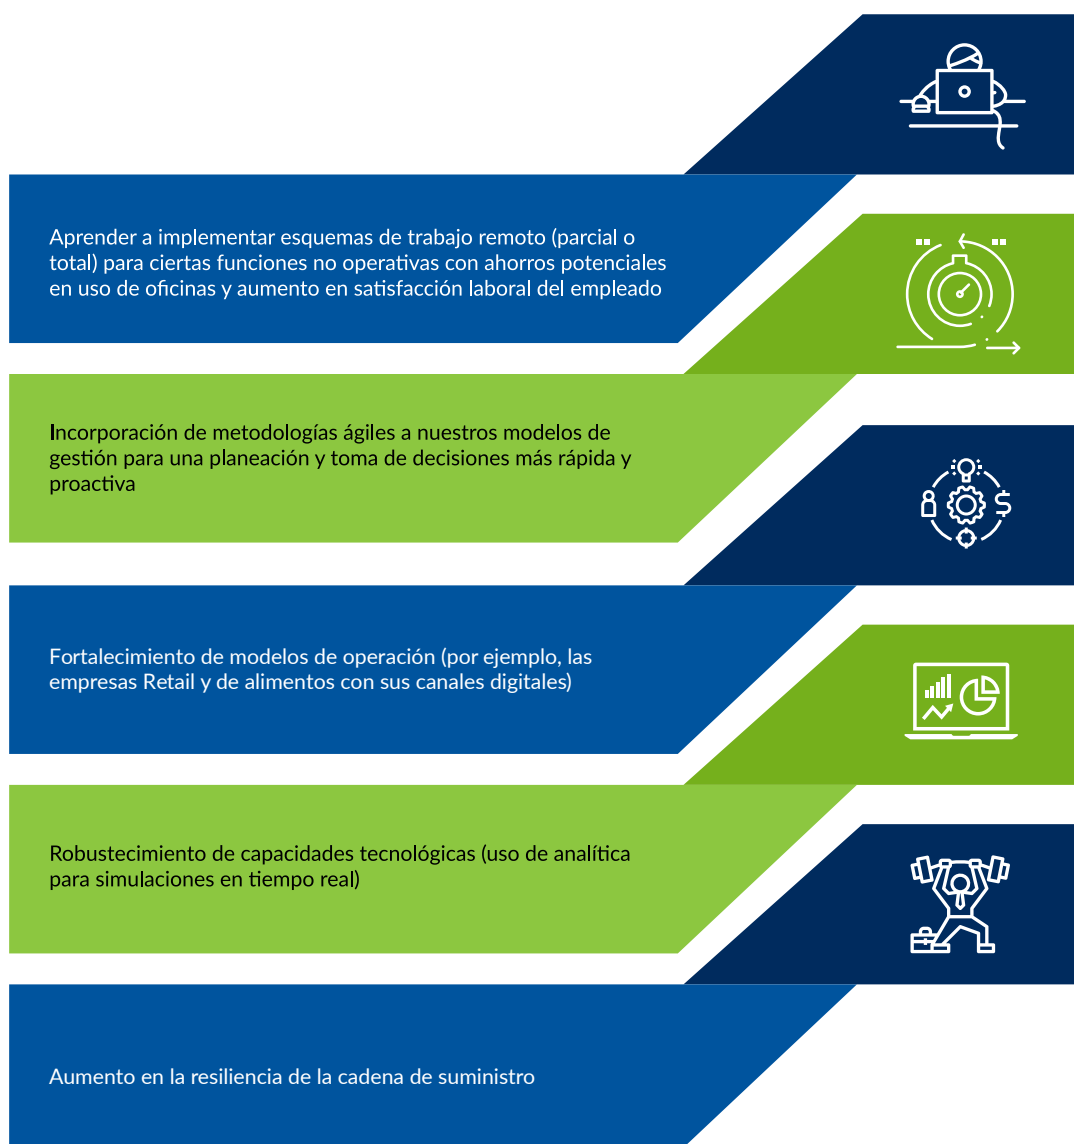 Aprender a implementar esquemas de trabajo remoto (parcial o
total) para ciertas funciones no operativas con ahorros potenciales
en uso de oficinas y aumento en satisfacción laboral del empleado
Incorporación de metodologías ágiles a nuestros modelos de
gestión para una planeación y toma de decisiones más rápida y
proactiva
Fortalecimiento de modelos de operación (por ejemplo, las
empresas Retail y de alimentos con sus canales digitales)
Robustecimiento de capacidades tecnológicas (uso de analítica
para simulaciones en tiempo real)
Aumento en la resiliencia de la cadena de suministro